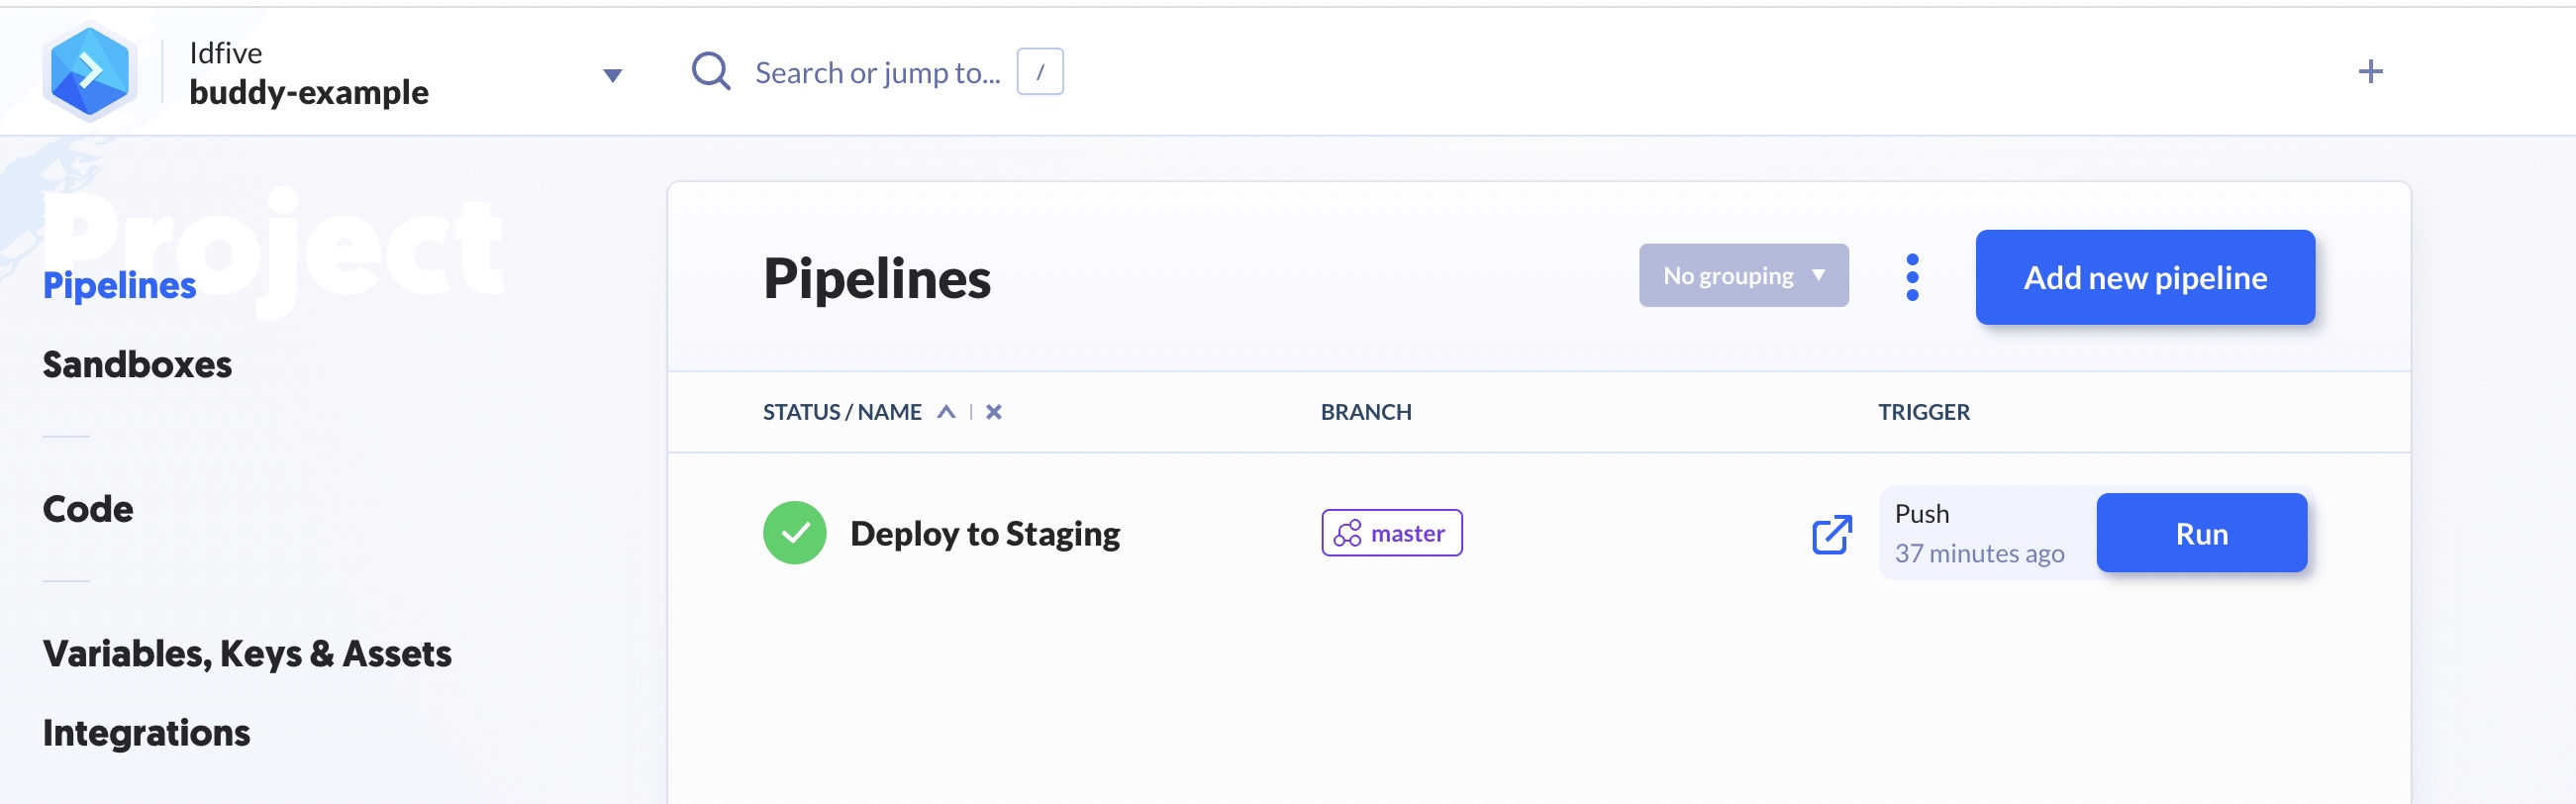 Idfive
buddy-example
Search or jump to... /
Project
Pipelines
Sandboxes
Code
Variables, Keys & Assets
Integrations
Pipelines
No grouping
Add new pipeline
STATUS / NAME
BRANCH
TRIGGER
Deploy to Staging
master
Push
37 minutes ago
Run